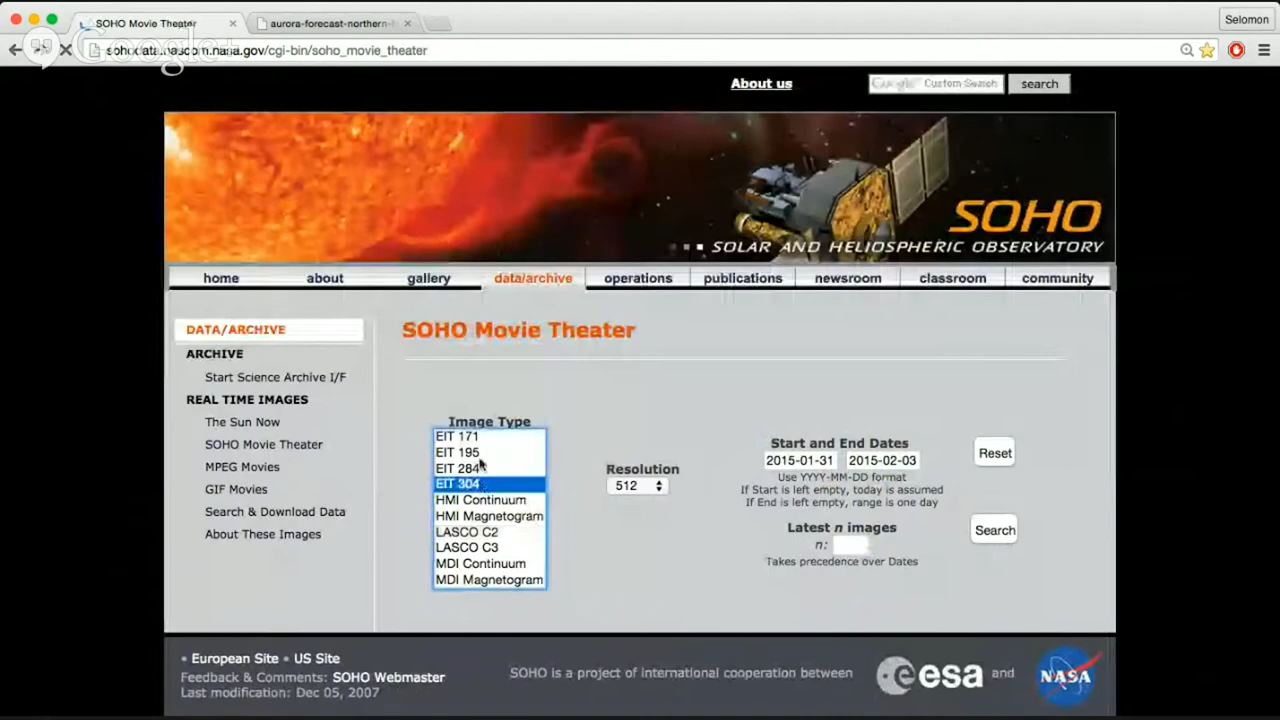 SOHO Movie Theater
aurora-forecast-northern-l
Selomon
Google+
sohodata.nascom.nasa.gov/cgi-bin/soho_movie_theater
About us
Google Custom Search
search
SOHO
SOLAR AND HELIOSPHERIC OBSERVATORY
home about gallery data/archive operations publications newsroom classroom community
DATA/ARCHIVE
ARCHIVE
Start Science Archive I/F
REAL TIME IMAGES
The Sun Now
SOHO Movie Theater
MPEG Movies
GIF Movies
Search & Download Data
About These Images
SOHO Movie Theater
Image Type
EIT 171
EIT 195
EIT 284
EIT 304
HMI Continuum
HMI Magnetogram
LASCO C2
LASCO C3
MDI Continuum
MDI Magnetogram
Resolution
512
Start and End Dates
2015-01-31 2015-02-03
Use YYYY-MM-DD format
If Start is left empty, today is assumed
If End is left empty, range is one day
Latest n images
n:
Takes precedence over Dates
Reset
Search
• European Site • US Site
Feedback & Comments: SOHO Webmaster
Last modification: Dec 05, 2007
SOHO is a project of international cooperation between
esa
and
NASA